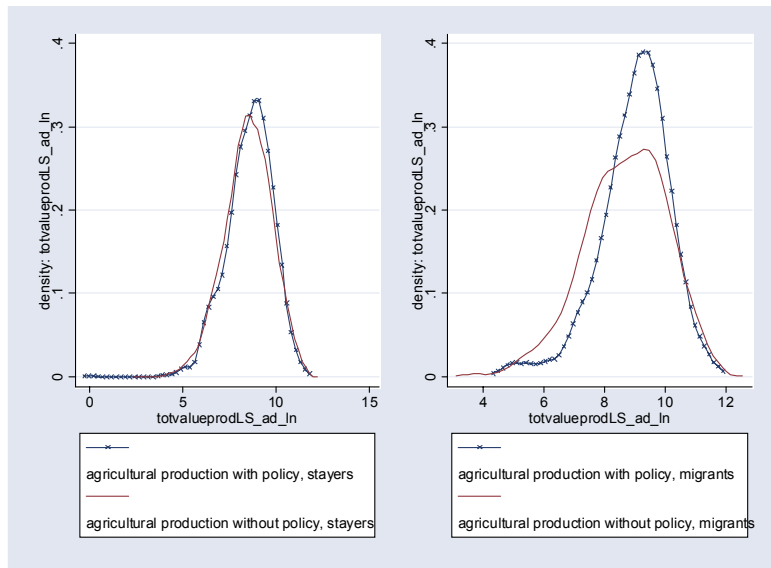 .4
.3
.2
.1
0
density: totvalueprodLS_ad_ln
0
5
10
15
totvalueprodLS_ad_ln
agricultural production with policy, stayers
agricultural production without policy, stayers
.4
.3
.2
.1
0
density: totvalueprodLS_ad_ln
4
6
8
10
12
totvalueprodLS_ad_ln
agricultural production with policy, migrants
agricultural production without policy, migrants